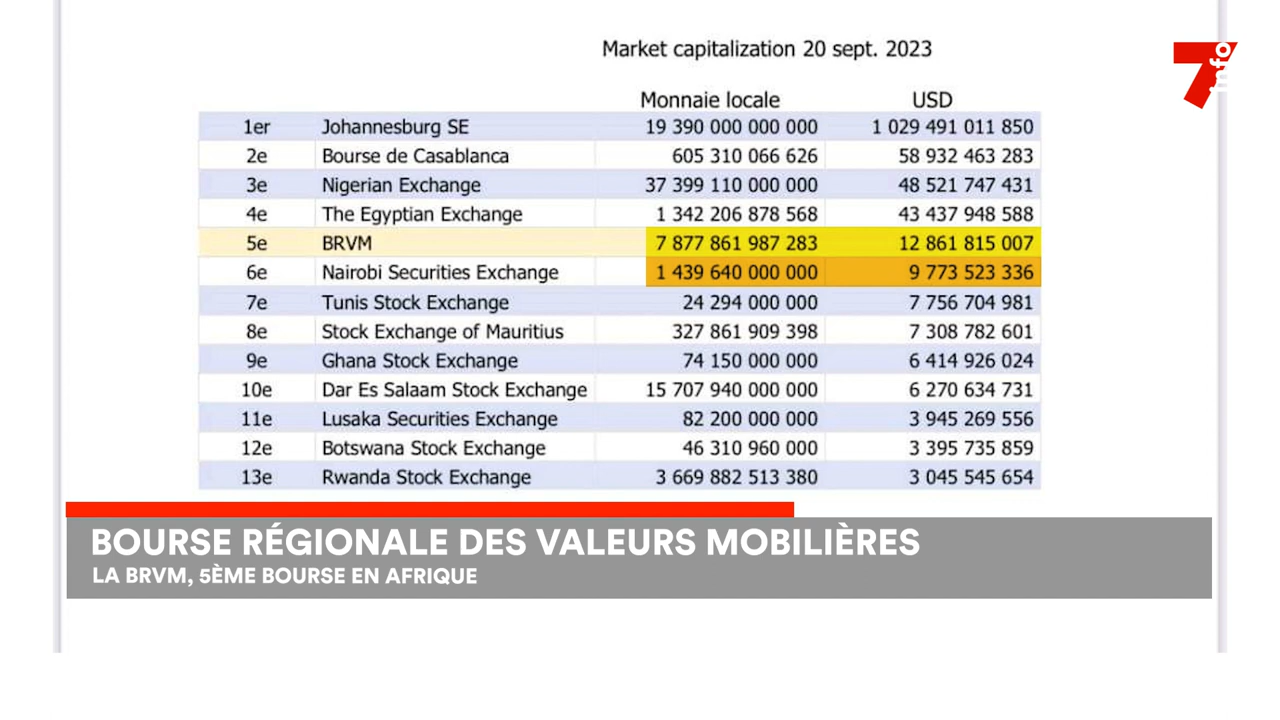 Market capitalization 20 sept. 2023
7 info
Monnaie locale USD
1er Johannesburg SE 19 390 000 000 000 1 029 491 011 850
2e Bourse de Casablanca 605 310 066 626 58 932 463 283
3e Nigerian Exchange 37 399 110 000 000 48 521 747 431
4e The Egyptian Exchange 1 342 206 878 568 43 437 948 588
5e BRVM 7 877 861 987 283 12 861 815 007
6e Nairobi Securities Exchange 1 439 640 000 000 9 773 523 336
7e Tunis Stock Exchange 24 294 000 000 7 756 704 981
8e Stock Exchange of Mauritius 327 861 909 398 7 308 782 601
9e Ghana Stock Exchange 74 150 000 000 6 414 926 024
10e Dar Es Salaam Stock Exchange 15 707 940 000 000 6 270 634 731
11e Lusaka Securities Exchange 82 200 000 000 3 945 269 556
12e Botswana Stock Exchange 46 310 960 000 3 395 735 859
13e Rwanda Stock Exchange 3 669 882 513 380 3 045 545 654
BOURSE RÉGIONALE DES VALEURS MOBILIÈRES
LA BRVM, 5ÈME BOURSE EN AFRIQUE